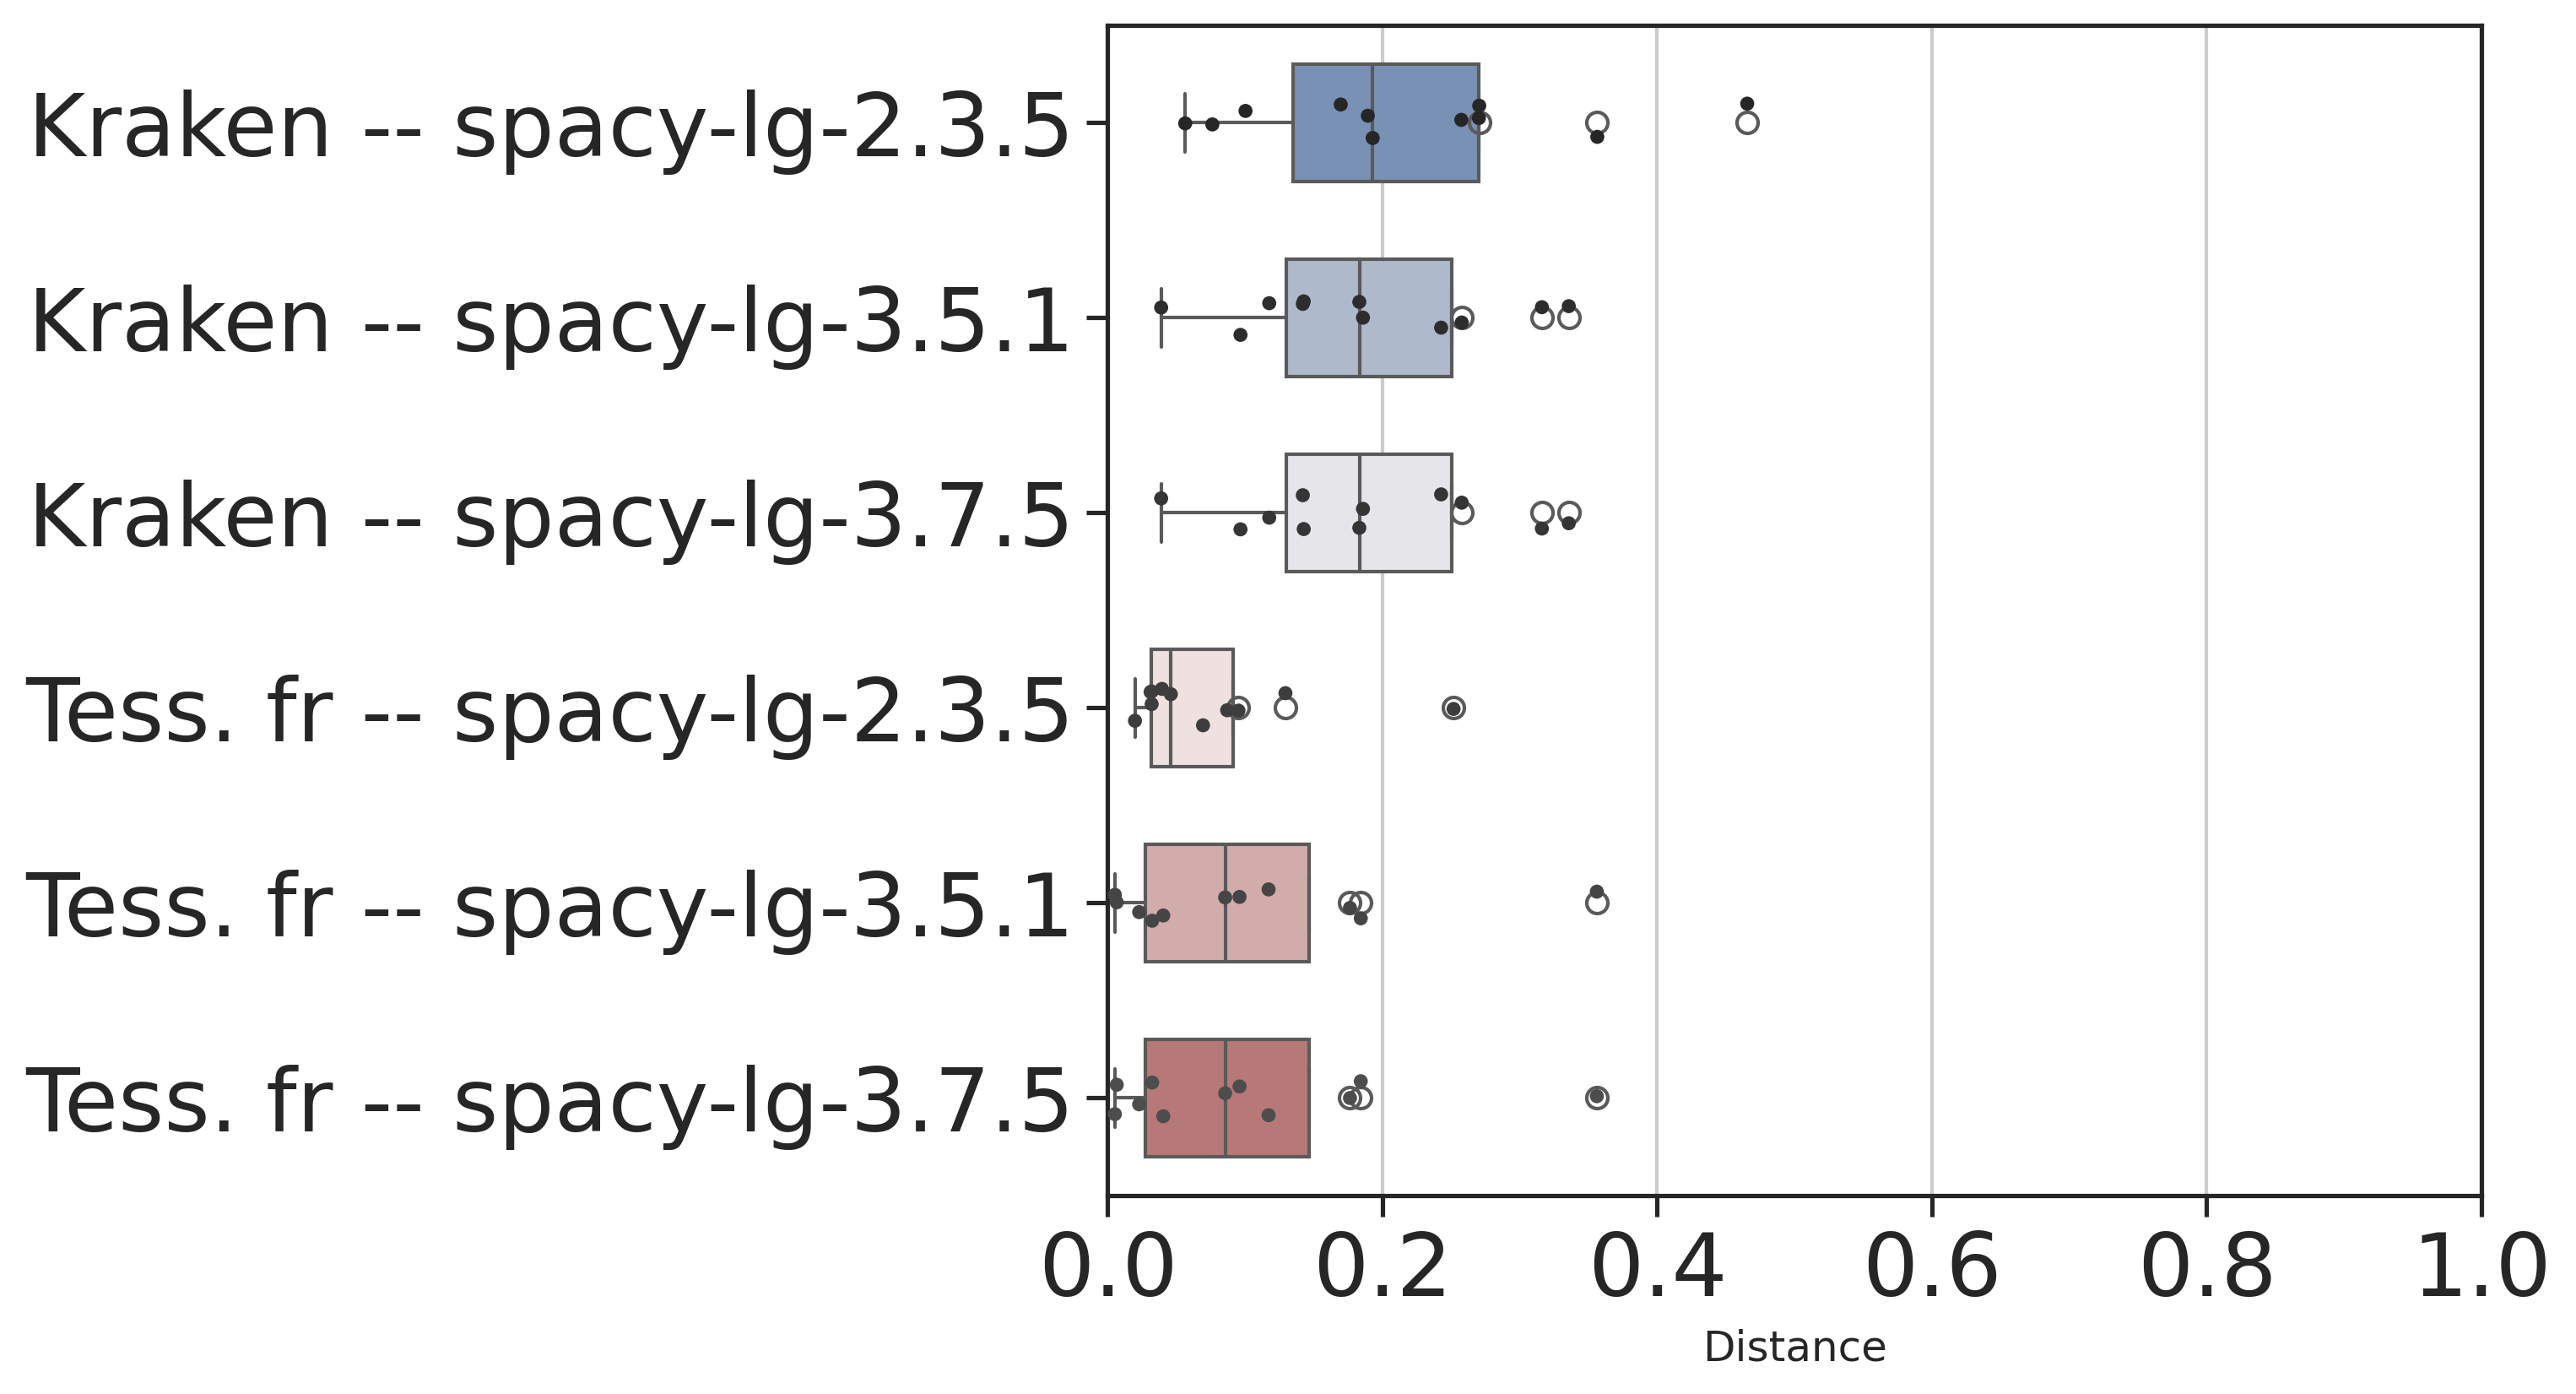 Kraken -- spacy-lg-2.3.5
Kraken -- spacy-lg-3.5.1
Kraken -- spacy-lg-3.7.5
Tess. fr -- spacy-lg-2.3.5
Tess. fr -- spacy-lg-3.5.1
Tess. fr -- spacy-lg-3.7.5
0.0 0.2 0.4 0.6 0.8 1.0
Distance